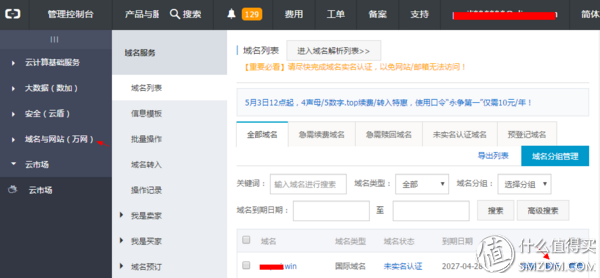 管理控制台 产品与服 搜索 129 费用 工单 备案 支持 简体
云计算基础服务
大数据（数加）
安全（云盾）
域名与网站（万网）
云市场
云市场
域名服务
域名列表
信息模板
批量操作
域名转入
操作记录
我是卖家
我是买家
域名预订
域名列表 进入域名解析列表>>
【重要必看】请尽快完成域名实名认证，以免网站/邮箱无法访问！
5月3日12点起，4声母/5数字.top续费/转入特惠，使用口令“永争第一”仅需10元/年！
全部域名 急需续费域名 急需赎回域名 未实名认证域名 预登记域名
导出列表 域名分组管理
关键词： 输入域名进行搜索 域名类型： 全部 域名分组： 选择分组
域名到期日期： 至 搜索 高级搜索
域名 域名类型 域名状态 到期日期
win 国际域名 未实名认证 2027-04-28
值 什么值得买
SMZDM.COM